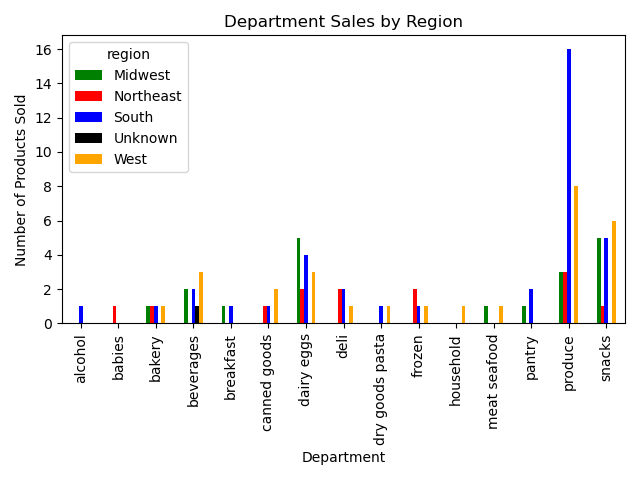 Department Sales by Region
Number of Products Sold
16
14
12
10
8
6
4
2
0
region
Midwest
Northeast
South
Unknown
West
alcohol
babies
bakery
beverages
breakfast
canned goods
dairy eggs
deli
dry goods pasta
frozen
household
meat seafood
pantry
produce
snacks
Department